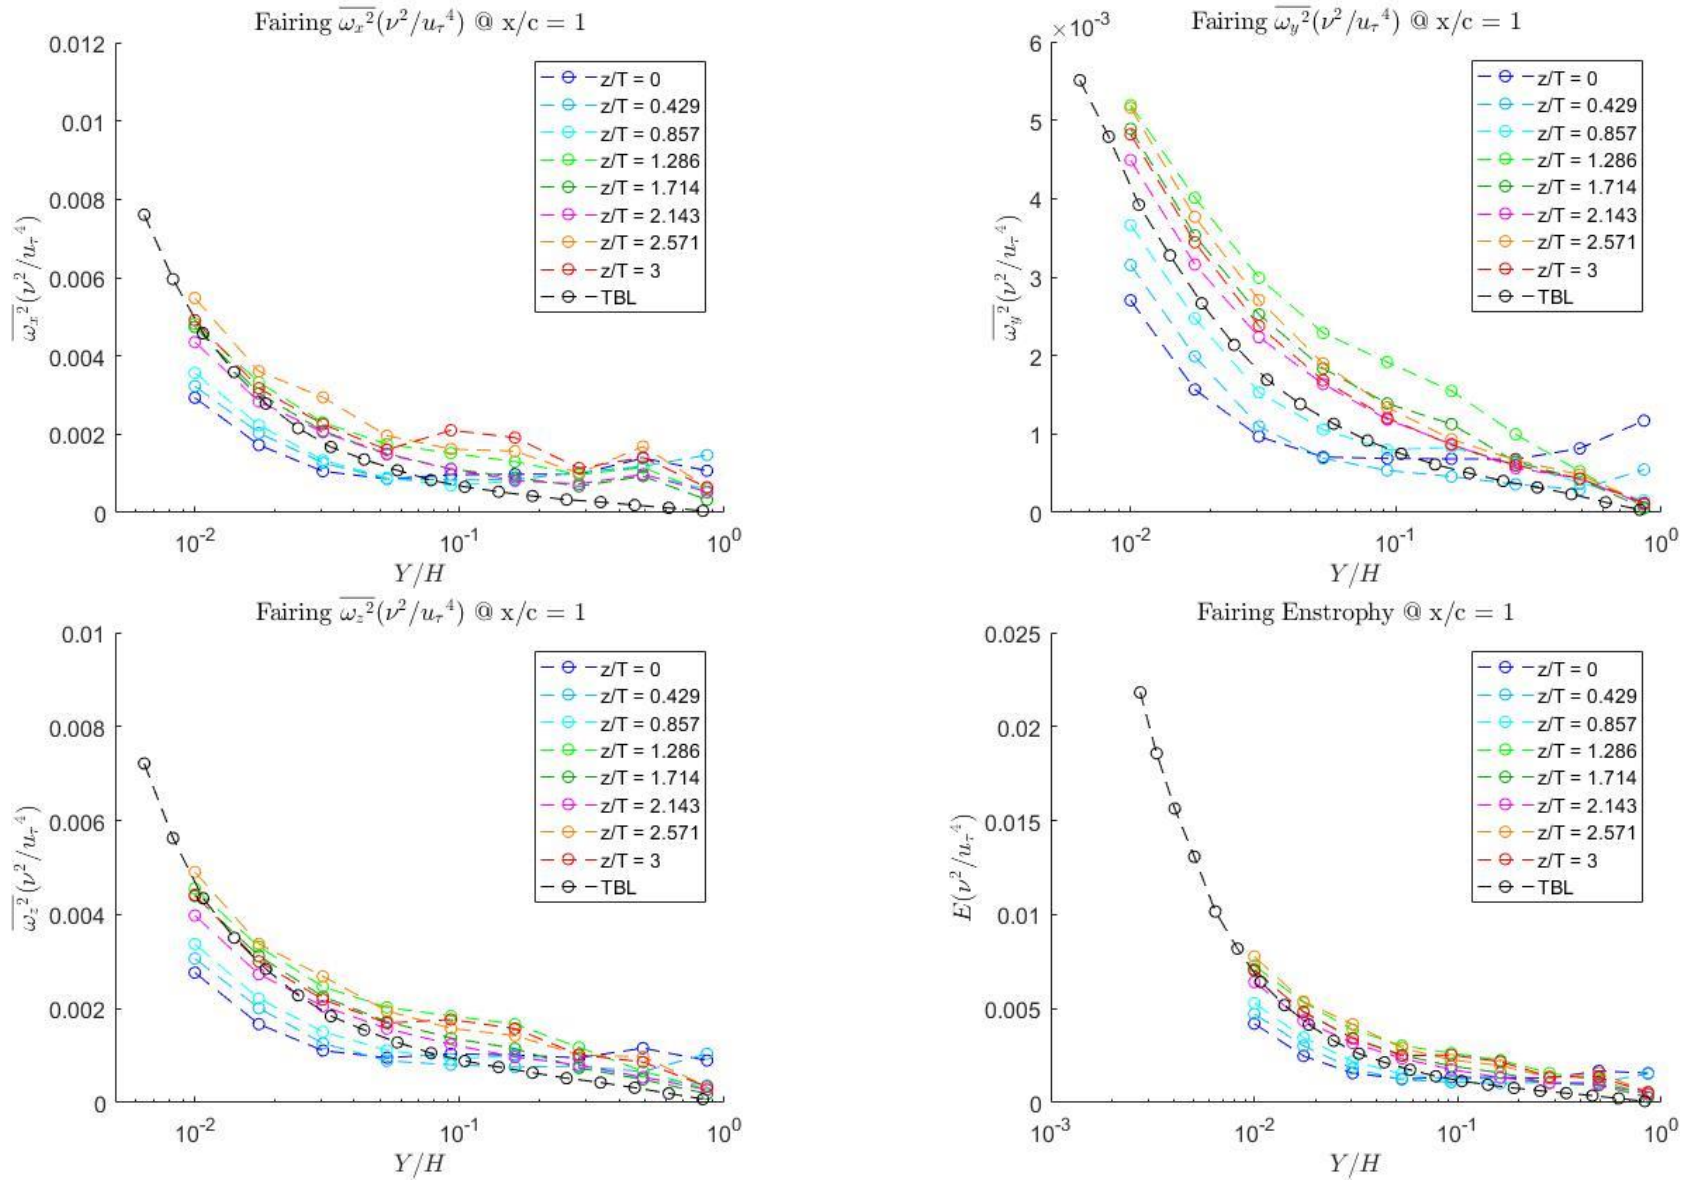 Fairing $\overline{\omega_x{}^2}(\nu^2/u_\tau{}^4)$ @ x/c = 1
0.012
0.01
0.008
0.006
0.004
0.002
0
$\overline{\omega_x{}^2}(\nu^2/u_\tau{}^4)$
z/T = 0
z/T = 0.429
z/T = 0.857
z/T = 1.286
z/T = 1.714
z/T = 2.143
z/T = 2.571
z/T = 3
TBL
10⁻² 10⁻¹ 10⁰
Y/H
Fairing $\overline{\omega_y{}^2}(\nu^2/u_\tau{}^4)$ @ x/c = 1
×10⁻³
6
5
4
3
2
1
0
$\overline{\omega_y{}^2}(\nu^2/u_\tau{}^4)$
z/T = 0
z/T = 0.429
z/T = 0.857
z/T = 1.286
z/T = 1.714
z/T = 2.143
z/T = 2.571
z/T = 3
TBL
10⁻² 10⁻¹ 10⁰
Y/H
Fairing $\overline{\omega_z{}^2}(\nu^2/u_\tau{}^4)$ @ x/c = 1
0.01
0.008
0.006
0.004
0.002
0
$\overline{\omega_z{}^2}(\nu^2/u_\tau{}^4)$
z/T = 0
z/T = 0.429
z/T = 0.857
z/T = 1.286
z/T = 1.714
z/T = 2.143
z/T = 2.571
z/T = 3
TBL
10⁻² 10⁻¹ 10⁰
Y/H
Fairing Enstrophy @ x/c = 1
0.025
0.02
0.015
0.01
0.005
0
$E(\nu^2/u_\tau{}^4)$
z/T = 0
z/T = 0.429
z/T = 0.857
z/T = 1.286
z/T = 1.714
z/T = 2.143
z/T = 2.571
z/T = 3
TBL
10⁻³ 10⁻² 10⁻¹ 10⁰
Y/H